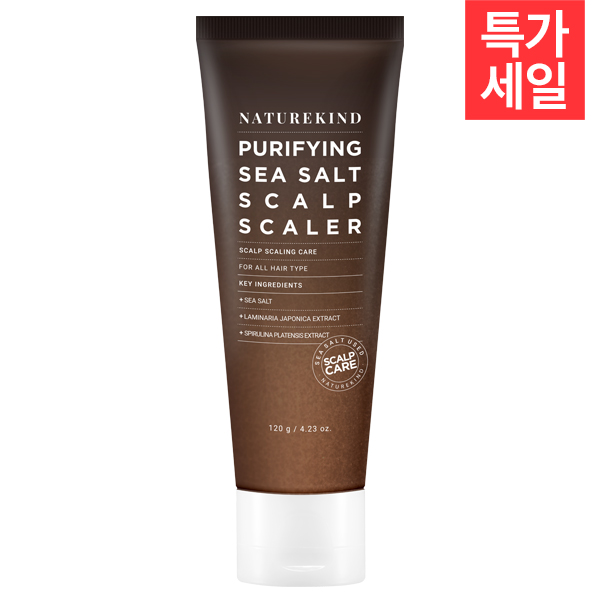 특가
세일
NATUREKIND
PURIFYING
SEA SALT
SCALP
SCALER
SCALP SCALING CARE
FOR ALL HAIR TYPE
KEY INGREDIENTS
+ SEA SALT
+ LAMINARIA JAPONICA EXTRACT
+ SPIRULINA PLATENSIS EXTRACT
SEA SALT USED
SCALP
CARE
NATUREKIND
120 g / 4.23 oz.